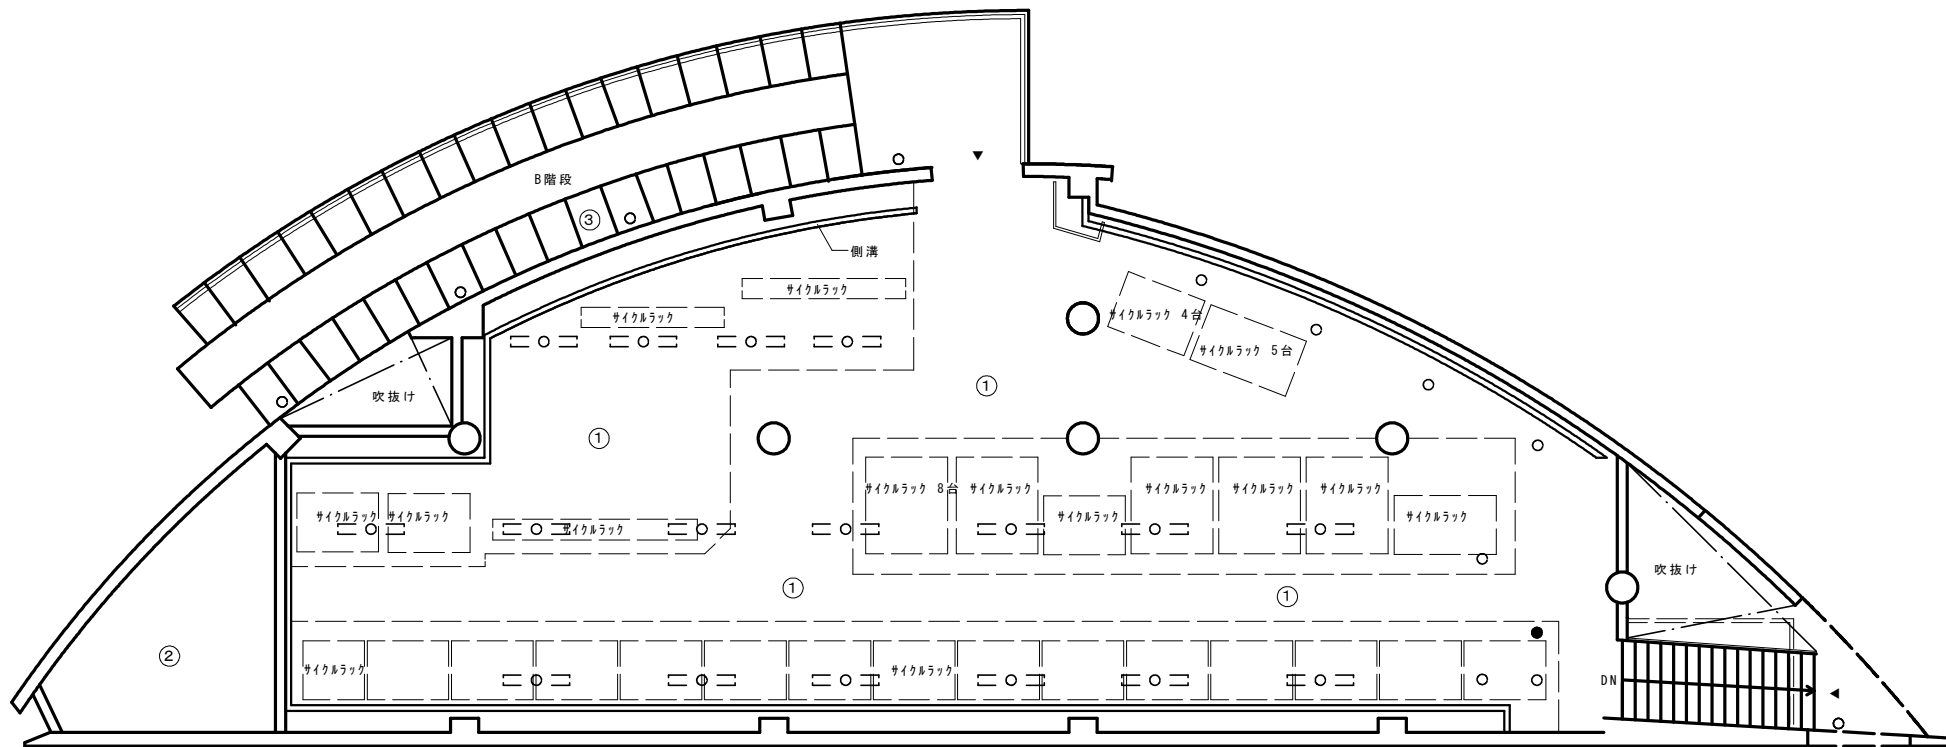 B階段
③
側溝
サイクルラック
サイクルラック
サイクルラック 4台
サイクルラック 5台
吹抜け
①
①
サイクルラック 8台
サイクルラック
サイクルラック
サイクルラック
サイクルラック
サイクルラック
サイクルラック
サイクルラック
サイクルラック
サイクルラック
吹抜け
①
①
②
サイクルラック
サイクルラック
DN